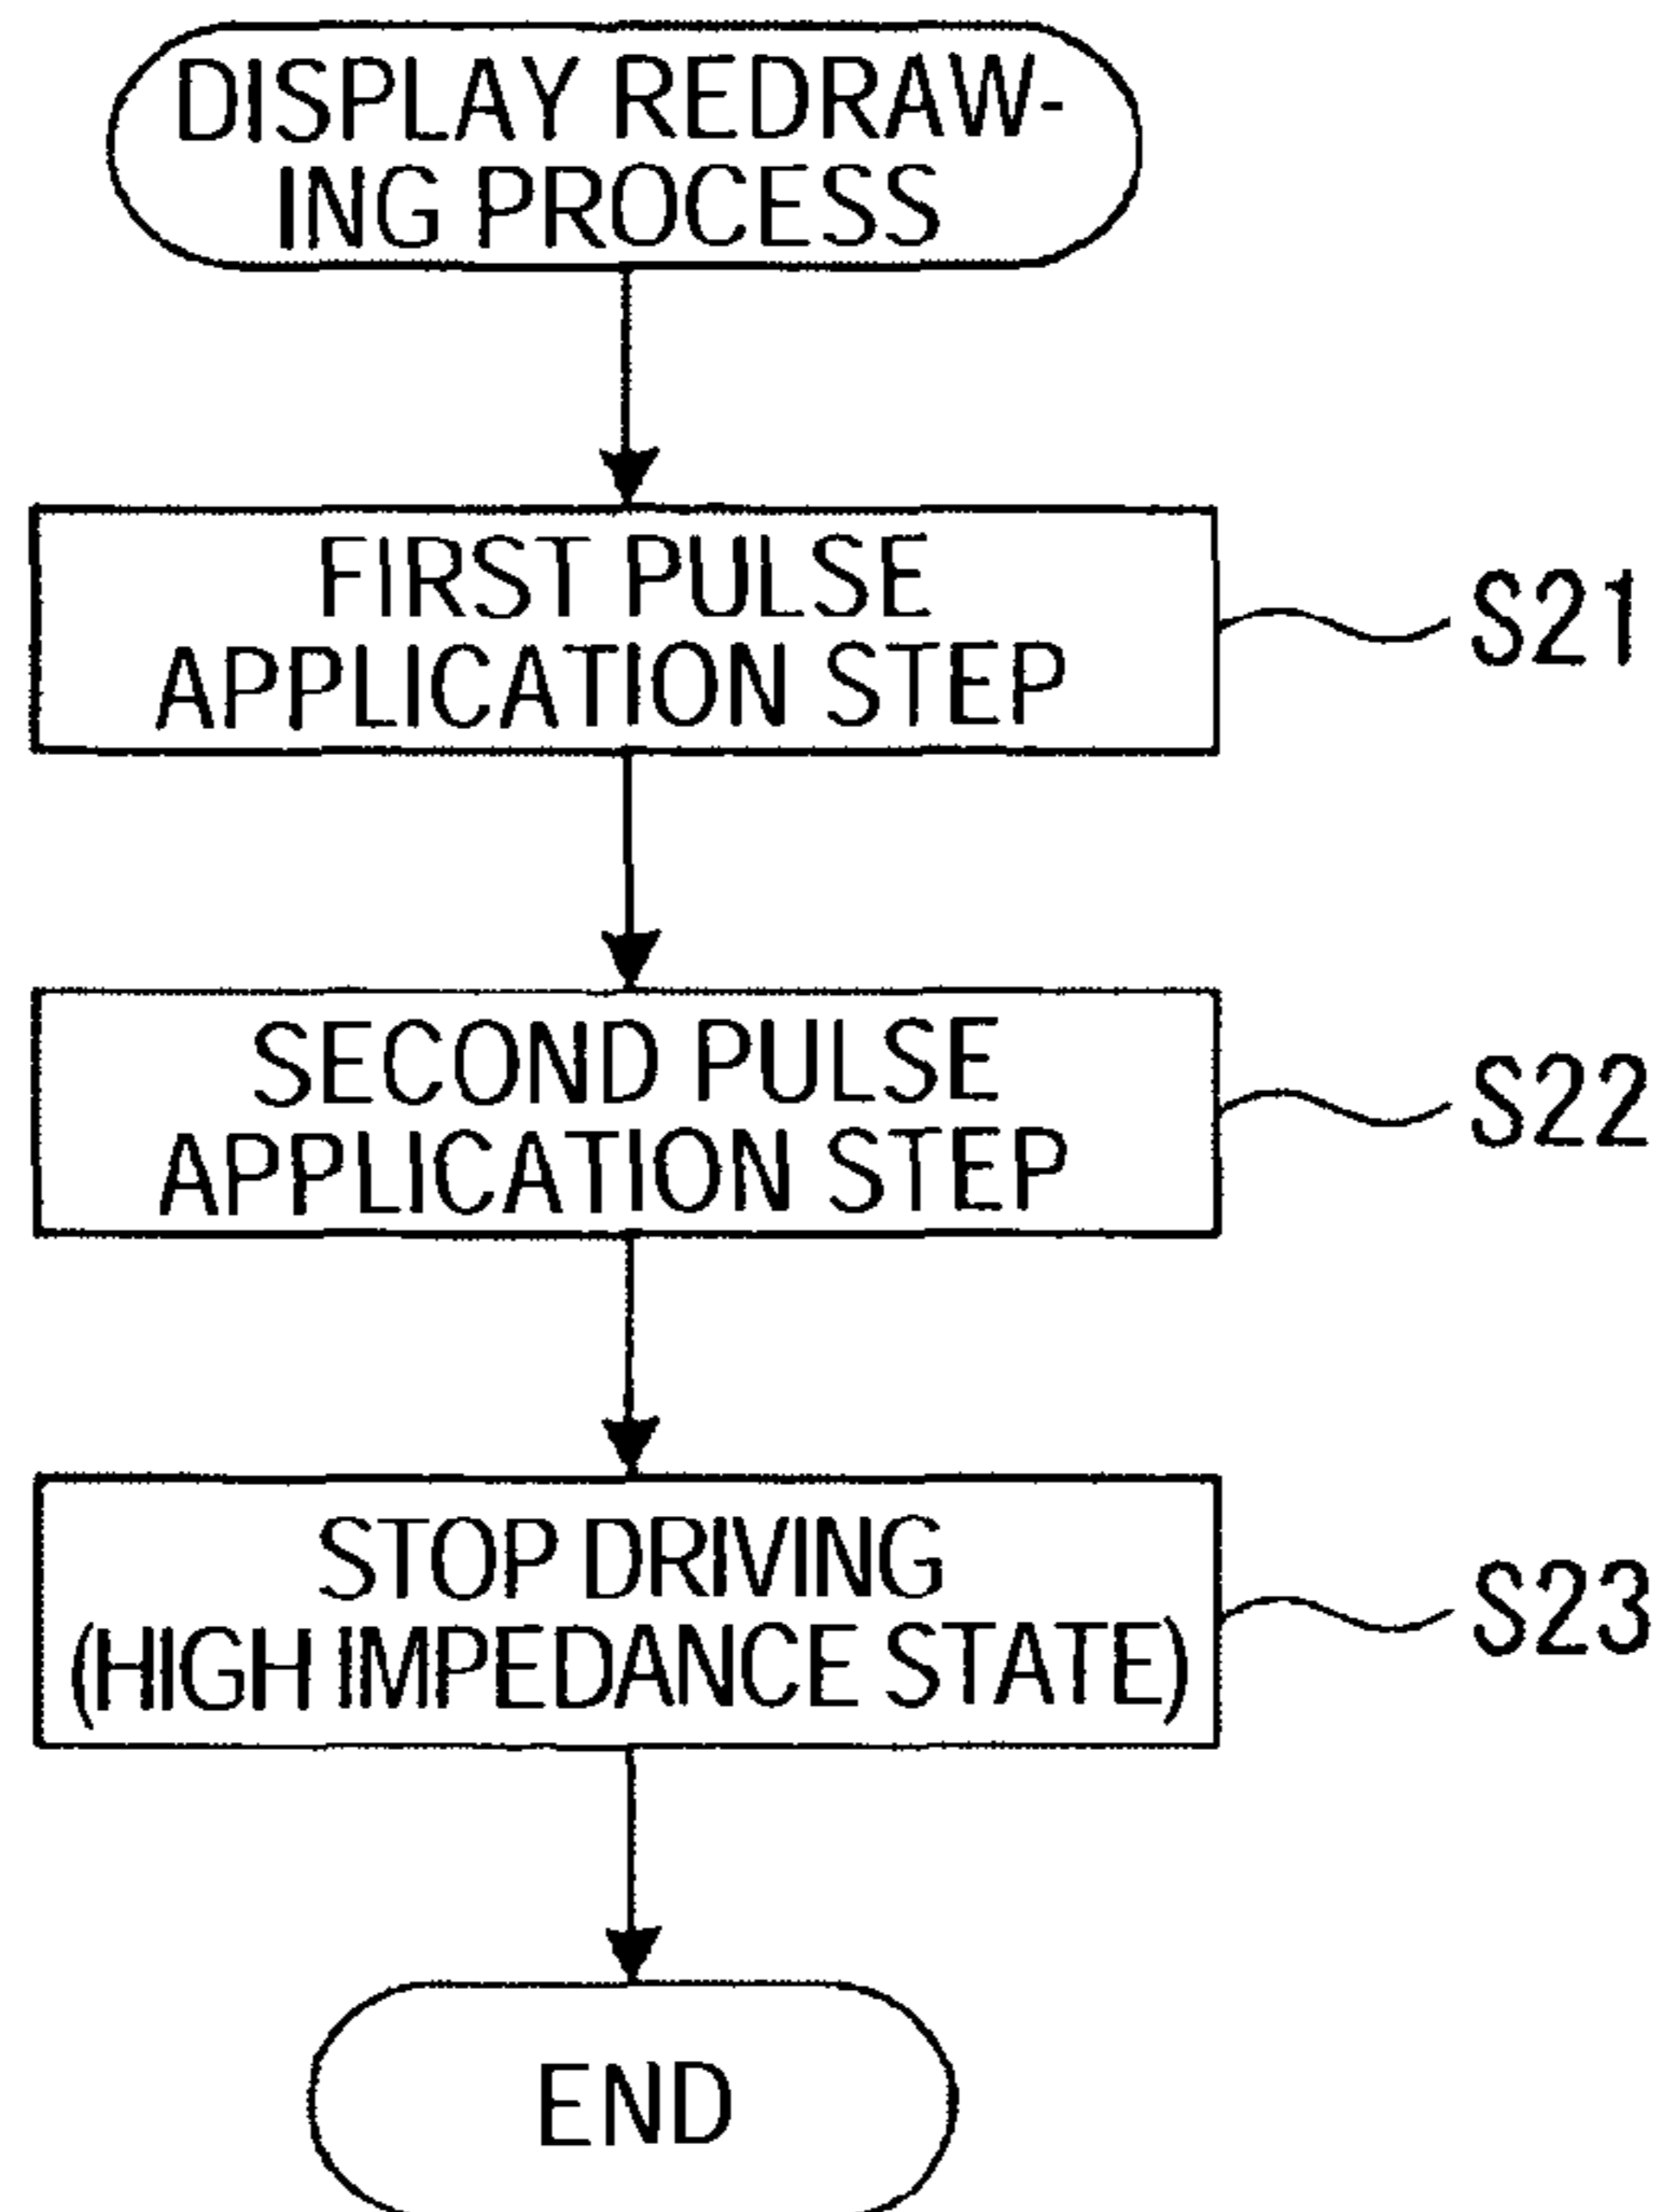 DISPLAY REDRAW-
ING PROCESS
FIRST PULSE
APPLICATION STEP
S21
SECOND PULSE
APPLICATION STEP
S22
STOP DRIVING
(HIGH IMPEDANCE STATE)
S23
END